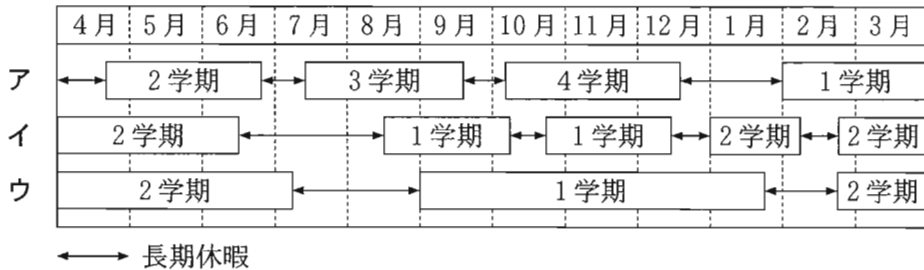 4月 5月 6月 7月 8月 9月 10月 11月 12月 1月 2月 3月
ア 2学期 3学期 4学期 1学期
イ 2学期 1学期 1学期 2学期 2学期
ウ 2学期 1学期 2学期
長期休暇